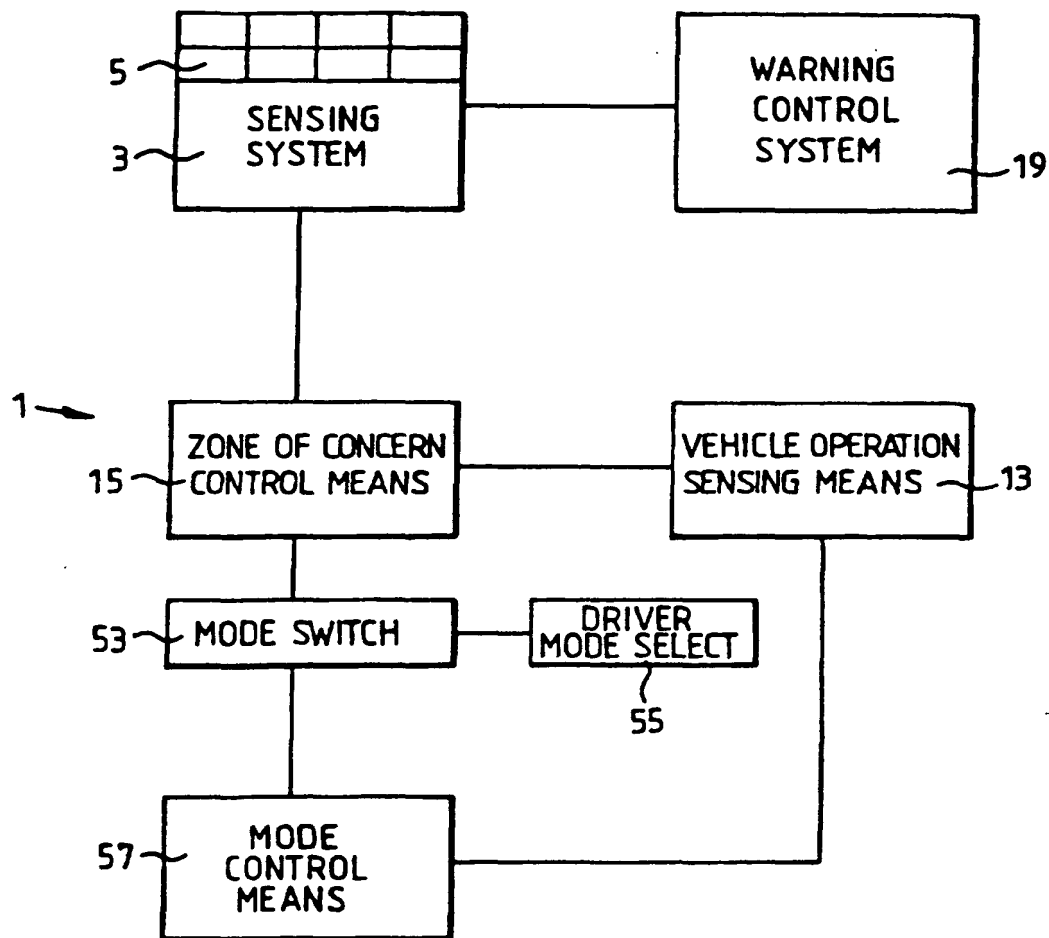 5
SENSING
SYSTEM
3
WARNING
CONTROL
SYSTEM
19
1
ZONE OF CONCERN
CONTROL MEANS
15
VEHICLE OPERATION
SENSING MEANS
13
53
MODE SWITCH
DRIVER
MODE SELECT
55
57
MODE
CONTROL
MEANS